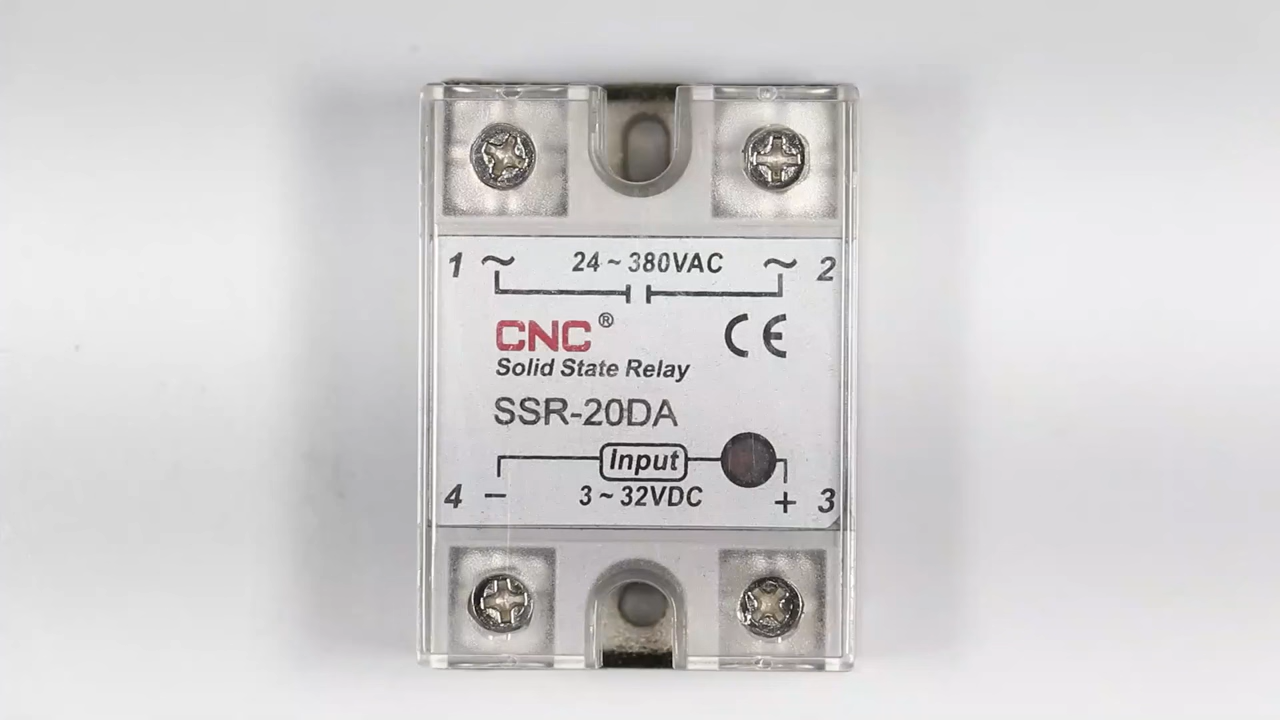 1 ~ 24~380VAC ~ 2
CNC®
CE
Solid State Relay
SSR-20DA
Input
4 − 3~32VDC + 3